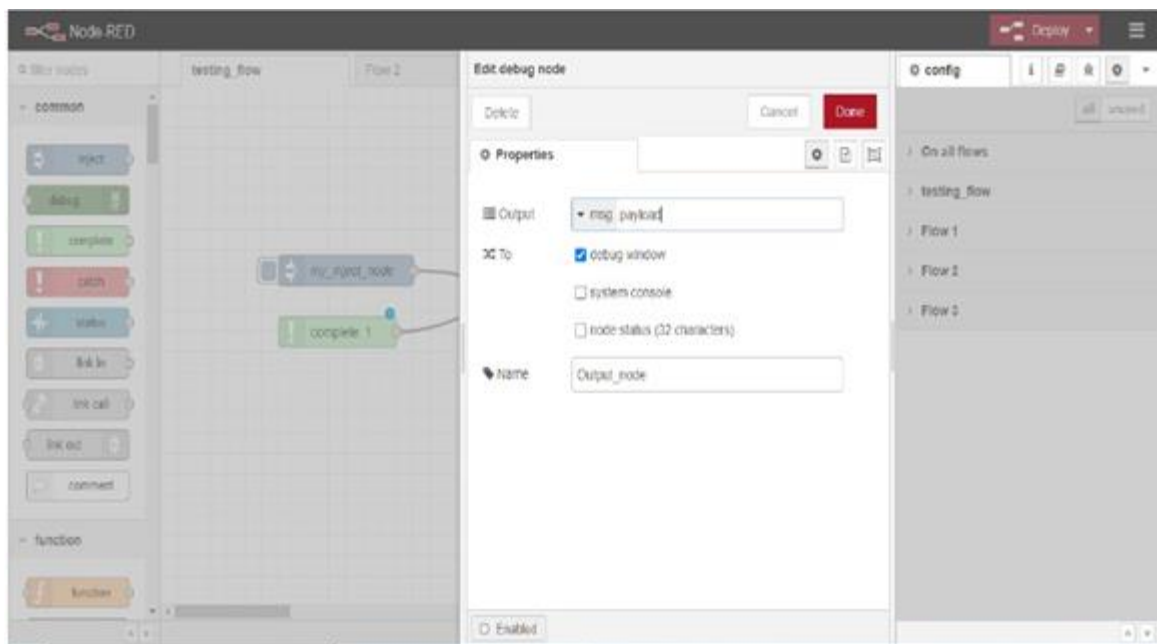 Node-RED
Deploy
filter nodes
common
inject
debug
complete
catch
status
link in
link call
link out
comment
function
function
testing_flow
Flow 2
my_inject_node
complete: 1
Edit debug node
Delete
Cancel
Done
Properties
Output
msg. payload
To
debug window
system console
node status (32 characters)
Name
Output_node
Enabled
config
all
unused
On all flows
testing_flow
Flow 1
Flow 2
Flow 3